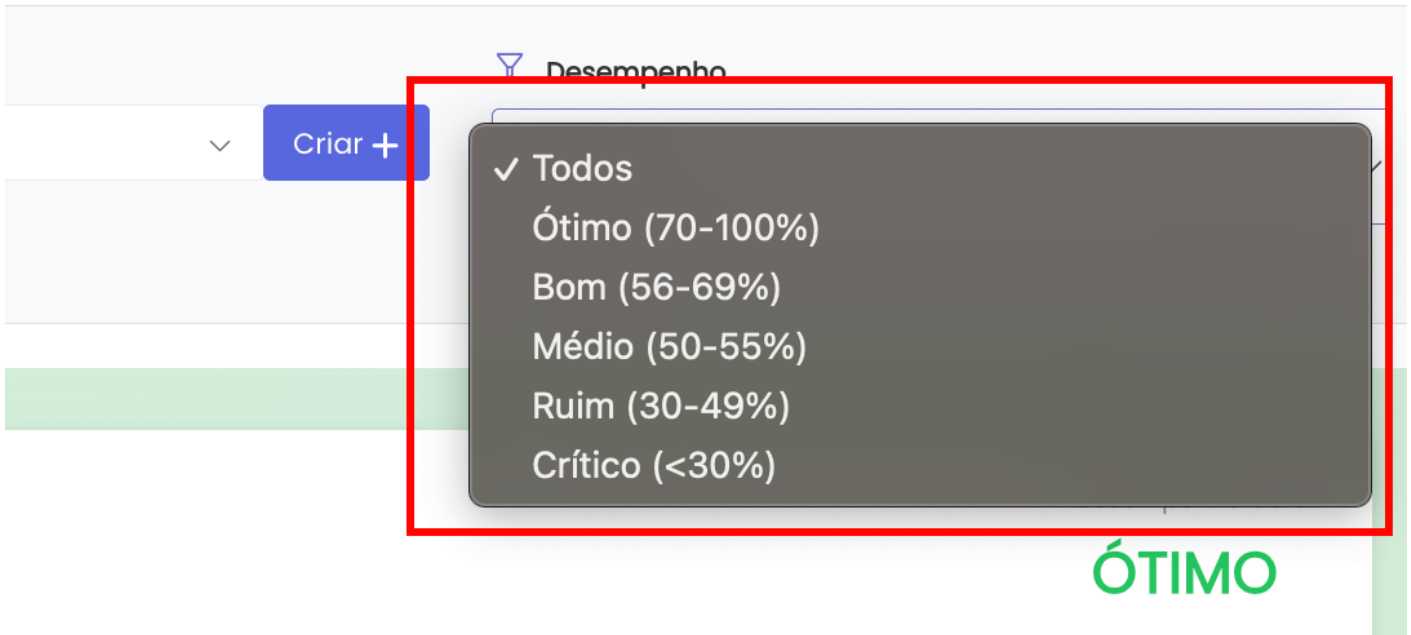 Desempenho
Criar +
Todos
Ótimo (70-100%)
Bom (56-69%)
Médio (50-55%)
Ruim (30-49%)
Crítico (<30%)
ÓTIMO